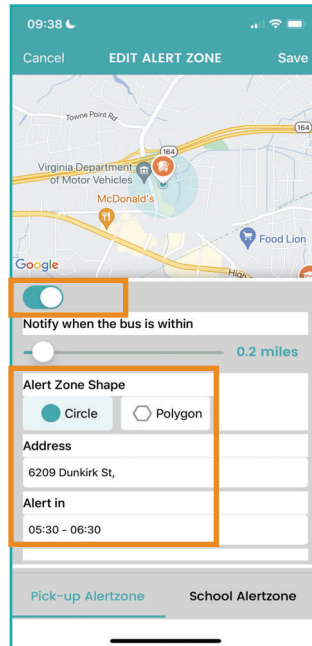 09:38
Cancel EDIT ALERT ZONE Save
Towne Point Rd
164
164
Virginia Department
of Motor Vehicles
McDonald's
Food Lion
Google
High
Notify when the bus is within
0.2 miles
Alert Zone Shape
Circle Polygon
Address
6209 Dunkirk St,
Alert in
05:30 - 06:30
Pick-up Alertzone School Alertzone